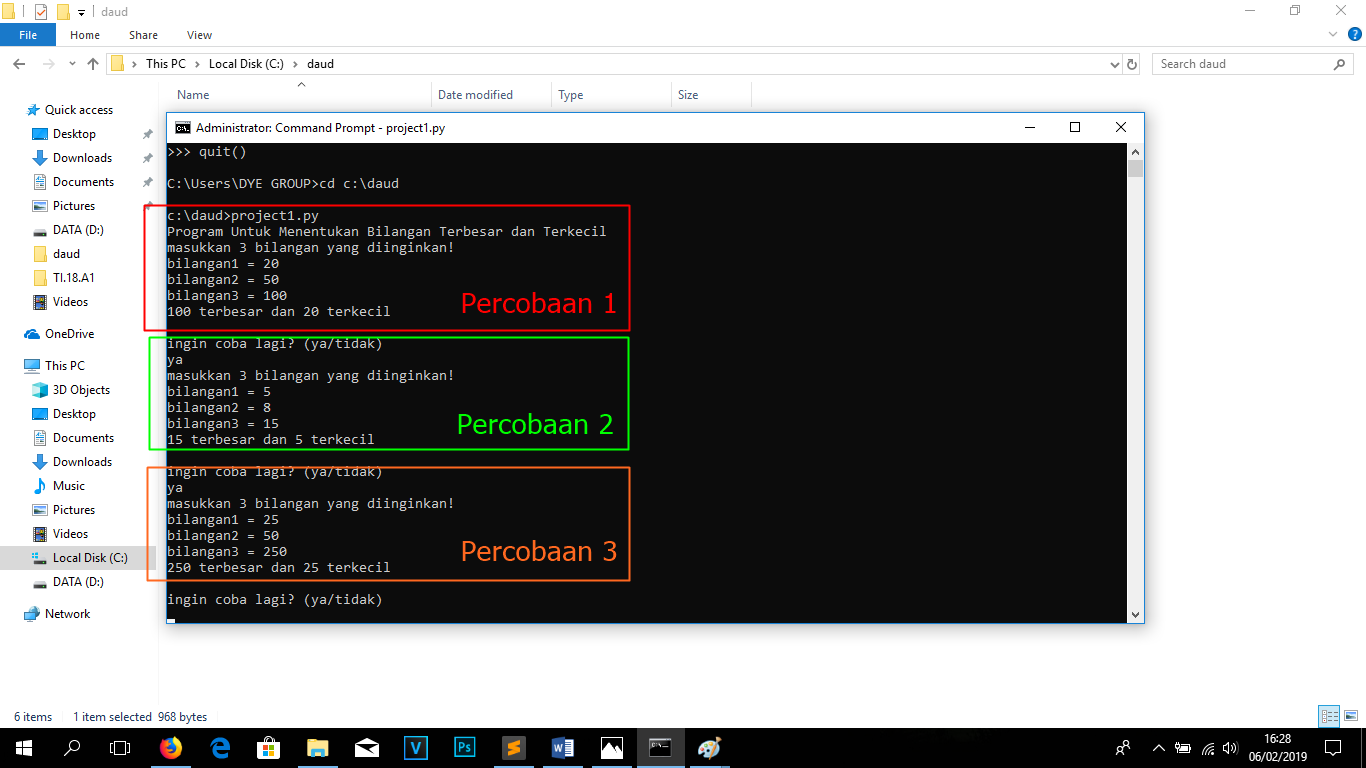 daud
File Home Share View
This PC Local Disk (C:) daud
Search daud
Name Date modified Type Size
Quick access
Desktop
Downloads
Documents
Pictures
DATA (D:)
daud
TI.18.A1
Videos
OneDrive
This PC
3D Objects
Desktop
Documents
Downloads
Music
Pictures
Videos
Local Disk (C:)
DATA (D:)
Network
Administrator: Command Prompt - project1.py
>>> quit()
C:\Users\DYE GROUP>cd c:\daud
c:\daud>project1.py
Program Untuk Menentukan Bilangan Terbesar dan Terkecil
masukkan 3 bilangan yang diinginkan!
bilangan1 = 20
bilangan2 = 50
bilangan3 = 100
100 terbesar dan 20 terkecil
Percobaan 1
ingin coba lagi? (ya/tidak)
ya
masukkan 3 bilangan yang diinginkan!
bilangan1 = 5
bilangan2 = 8
bilangan3 = 15
15 terbesar dan 5 terkecil
Percobaan 2
ingin coba lagi? (ya/tidak)
ya
masukkan 3 bilangan yang diinginkan!
bilangan1 = 25
bilangan2 = 50
bilangan3 = 250
250 terbesar dan 25 terkecil
Percobaan 3
ingin coba lagi? (ya/tidak)
6 items 1 item selected 968 bytes
16:28
06/02/2019